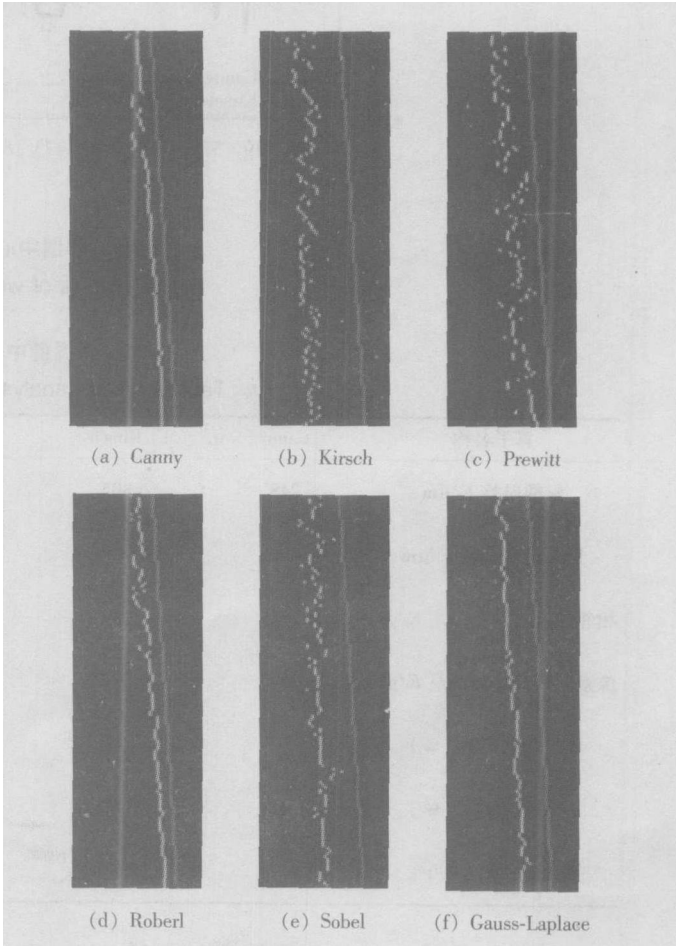 (a) Canny
(b) Kirsch
(c) Prewitt
(d) Roberl
(e) Sobel
(f) Gauss-Laplace